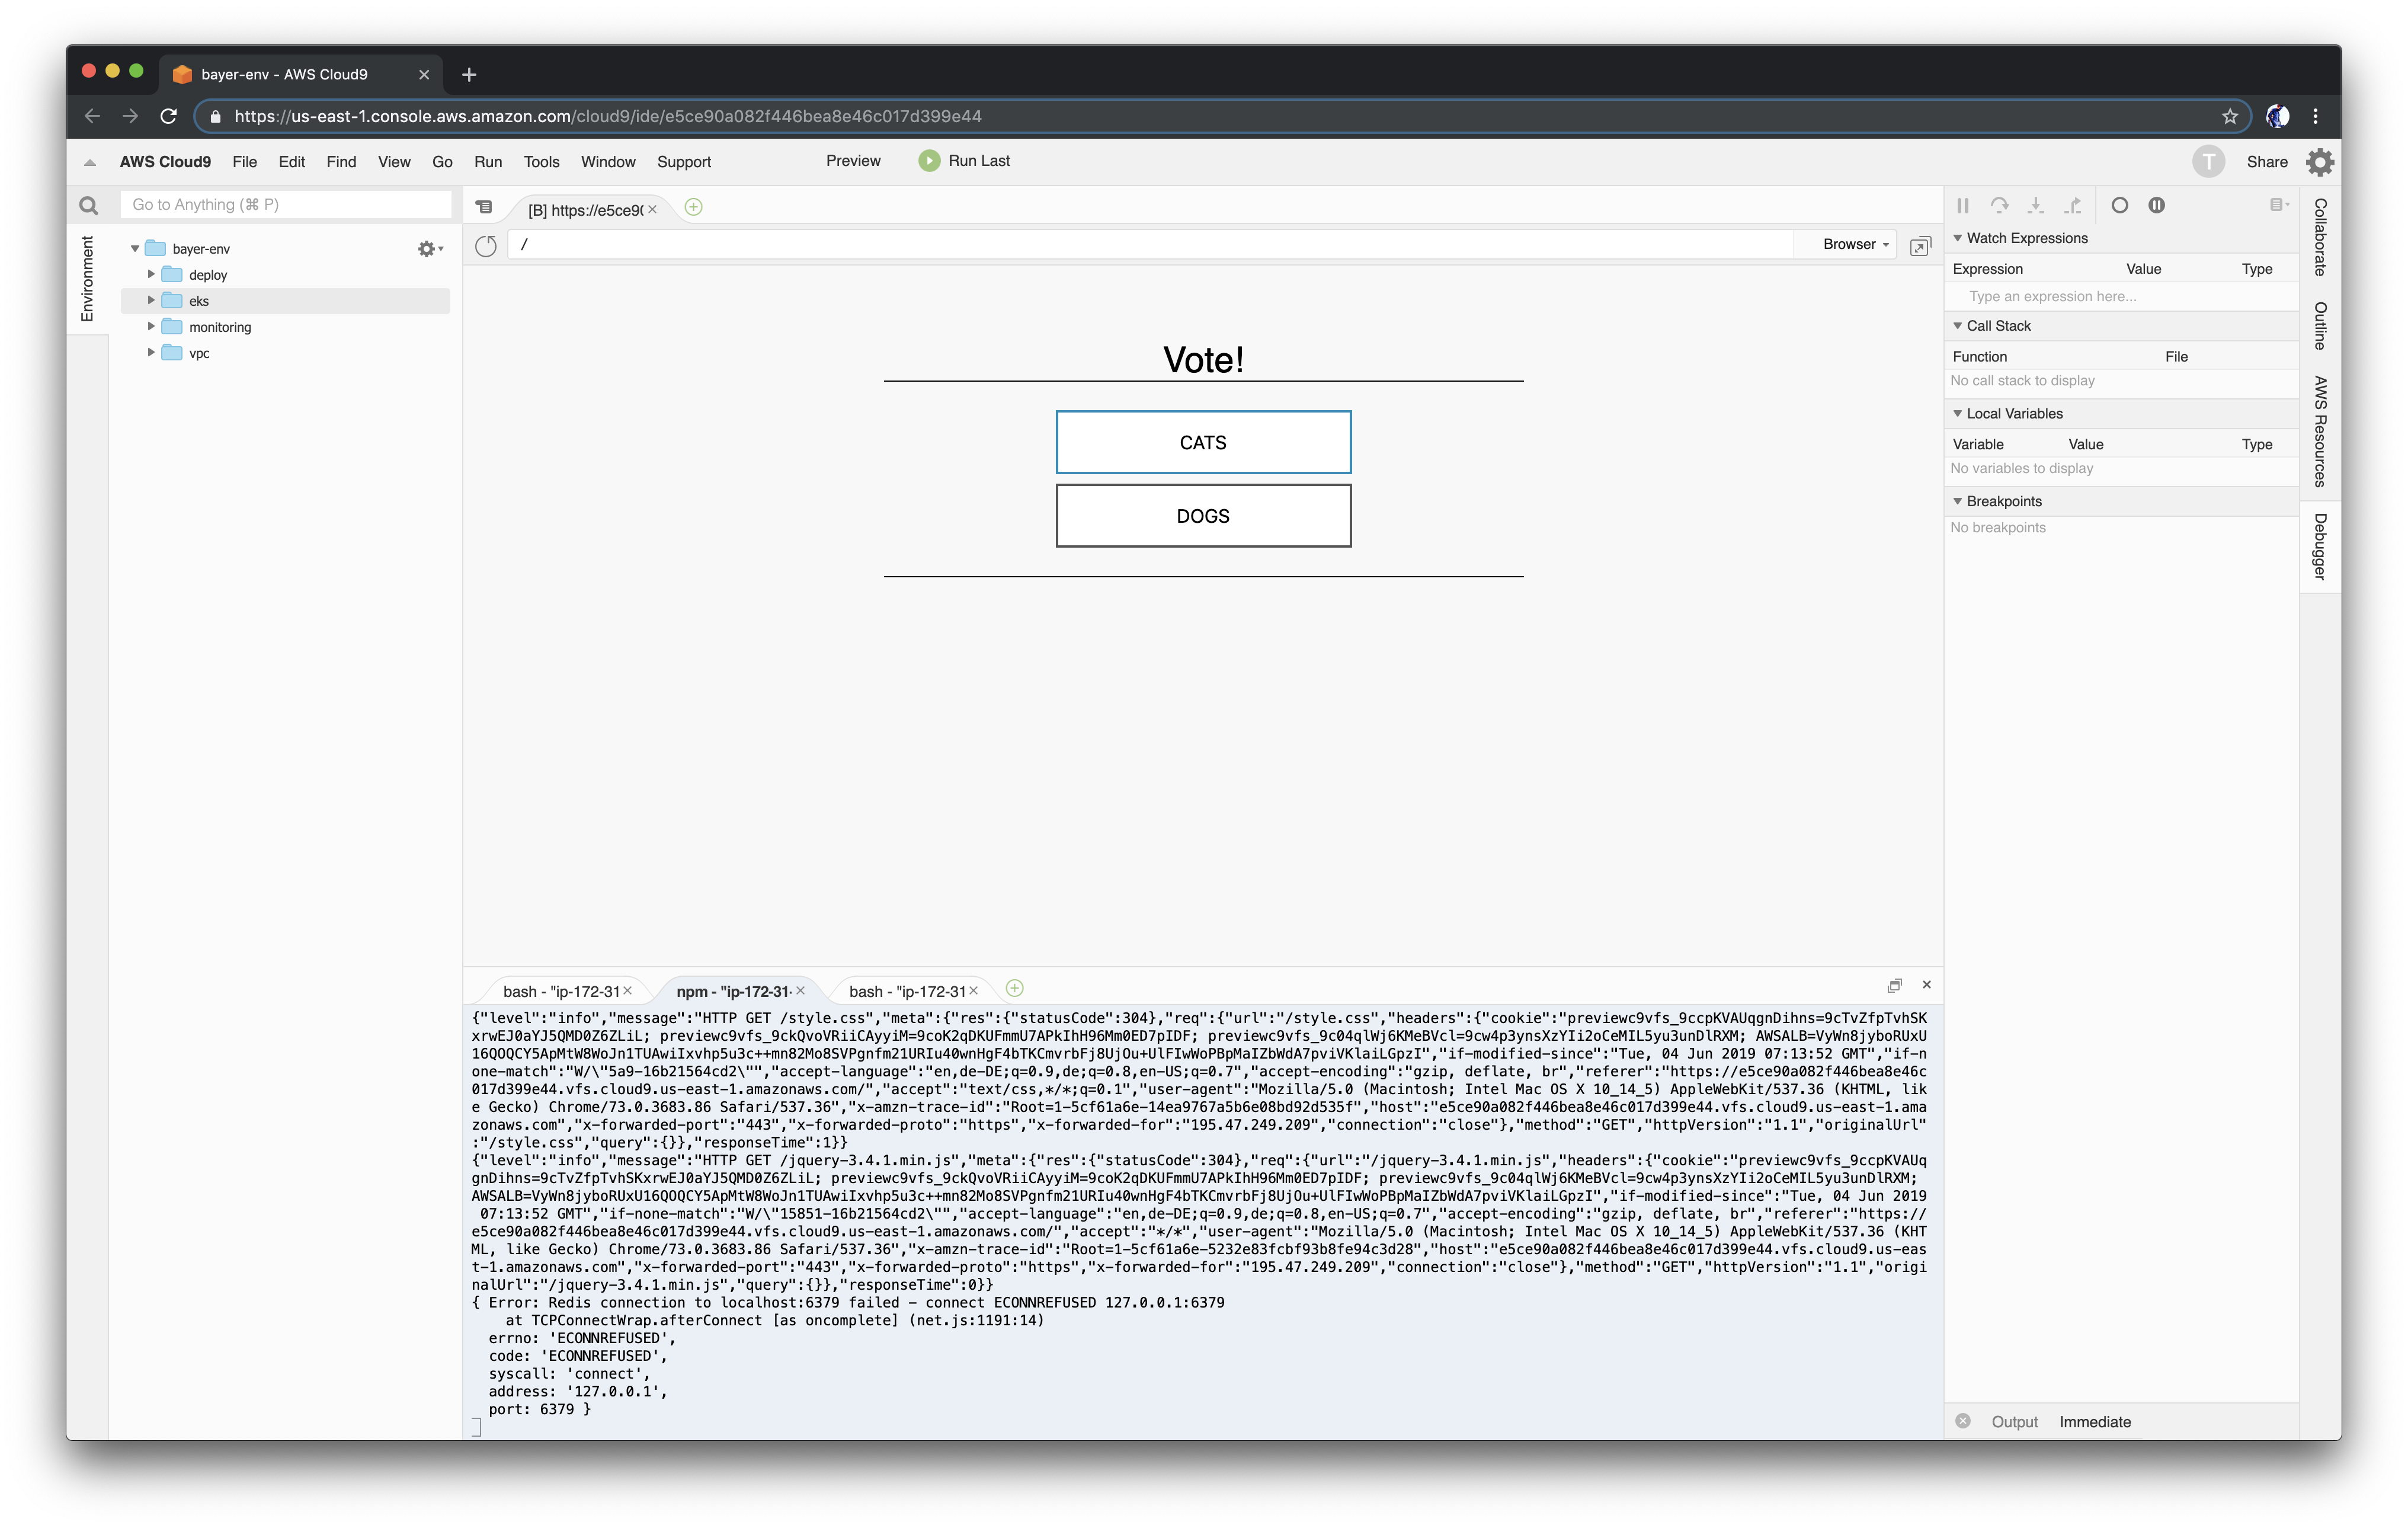 bayer-env - AWS Cloud9
https://us-east-1.console.aws.amazon.com/cloud9/ide/e5ce90a082f446bea8e46c017d399e44
AWS Cloud9 File Edit Find View Go Run Tools Window Support Preview Run Last T Share
Go to Anything (⌘ P)
Environment
bayer-env
deploy
eks
monitoring
vpc
[B] https://e5ce90
/ Browser
Vote!
CATS
DOGS
bash - "ip-172-31 npm - "ip-172-31- bash - "ip-172-31
{"level":"info","message":"HTTP GET /style.css","meta":{"res":{"statusCode":304},"req":{"url":"/style.css","headers":{"cookie":"previewc9vfs_9ccpKVAUqgnDihns=9cTvZfpTvhSK
xrwEJ0aYJ5QMD0Z6ZLiL; previewc9vfs_9ckQvoVRiiCAyyiM=9coK2qDKUFmmU7APkIhH96Mm0ED7pIDF; previewc9vfs_9c04qlWj6KMeBVcl=9cw4p3ynsXzYIi2oCeMIL5yu3unDlRXM; AWSALB=VyWn8jyboRUxU
16QOQCY5ApMtW8WoJn1TUAwiIxvhp5u3c++mn82Mo8SVPgnfm21URIu40wnHgF4bTKCmvrbFj8UjOu+UlFIwWoPBpMaIZbWdA7pviVKlaiLGpzI","if-modified-since":"Tue, 04 Jun 2019 07:13:52 GMT","if-n
one-match":"W/\"5a9-16b21564cd2\"","accept-language":"en,de-DE;q=0.9,de;q=0.8,en-US;q=0.7","accept-encoding":"gzip, deflate, br","referer":"https://e5ce90a082f446bea8e46c
017d399e44.vfs.cloud9.us-east-1.amazonaws.com/","accept":"text/css,*/*;q=0.1","user-agent":"Mozilla/5.0 (Macintosh; Intel Mac OS X 10_14_5) AppleWebKit/537.36 (KHTML, lik
e Gecko) Chrome/73.0.3683.86 Safari/537.36","x-amzn-trace-id":"Root=1-5cf61a6e-14ea9767a5b6e08bd92d535f","host":"e5ce90a082f446bea8e46c017d399e44.vfs.cloud9.us-east-1.ama
zonaws.com","x-forwarded-port":"443","x-forwarded-proto":"https","x-forwarded-for":"195.47.249.209","connection":"close"},"method":"GET","httpVersion":"1.1","originalUrl"
:"/style.css","query":{}},"responseTime":1}}
{"level":"info","message":"HTTP GET /jquery-3.4.1.min.js","meta":{"res":{"statusCode":304},"req":{"url":"/jquery-3.4.1.min.js","headers":{"cookie":"previewc9vfs_9ccpKVAUq
gnDihns=9cTvZfpTvhSKxrwEJ0aYJ5QMD0Z6ZLiL; previewc9vfs_9ckQvoVRiiCAyyiM=9coK2qDKUFmmU7APkIhH96Mm0ED7pIDF; previewc9vfs_9c04qlWj6KMeBVcl=9cw4p3ynsXzYIi2oCeMIL5yu3unDlRXM;
AWSALB=VyWn8jyboRUxU16QOQCY5ApMtW8WoJn1TUAwiIxvhp5u3c++mn82Mo8SVPgnfm21URIu40wnHgF4bTKCmvrbFj8UjOu+UlFIwWoPBpMaIZbWdA7pviVKlaiLGpzI","if-modified-since":"Tue, 04 Jun 2019
07:13:52 GMT","if-none-match":"W/\"15851-16b21564cd2\"","accept-language":"en,de-DE;q=0.9,de;q=0.8,en-US;q=0.7","accept-encoding":"gzip, deflate, br","referer":"https://
e5ce90a082f446bea8e46c017d399e44.vfs.cloud9.us-east-1.amazonaws.com/","accept":"*/*","user-agent":"Mozilla/5.0 (Macintosh; Intel Mac OS X 10_14_5) AppleWebKit/537.36 (KHT
ML, like Gecko) Chrome/73.0.3683.86 Safari/537.36","x-amzn-trace-id":"Root=1-5cf61a6e-5232e83fcbf93b8fe94c3d28","host":"e5ce90a082f446bea8e46c017d399e44.vfs.cloud9.us-eas
t-1.amazonaws.com","x-forwarded-port":"443","x-forwarded-proto":"https","x-forwarded-for":"195.47.249.209","connection":"close"},"method":"GET","httpVersion":"1.1","origi
nalUrl":"/jquery-3.4.1.min.js","query":{}},"responseTime":0}}
{ Error: Redis connection to localhost:6379 failed - connect ECONNREFUSED 127.0.0.1:6379
at TCPConnectWrap.afterConnect [as oncomplete] (net.js:1191:14)
errno: 'ECONNREFUSED',
code: 'ECONNREFUSED',
syscall: 'connect',
address: '127.0.0.1',
port: 6379 }
Watch Expressions
Expression Value Type
Type an expression here...
Call Stack
Function File
No call stack to display
Local Variables
Variable Value Type
No variables to display
Breakpoints
No breakpoints
Output Immediate
Collaborate
Outline
AWS Resources
Debugger